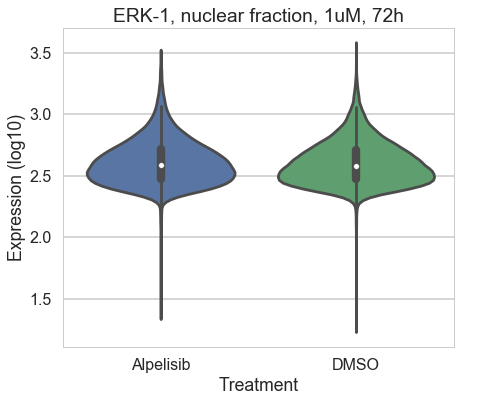 ERK-1, nuclear fraction, 1uM, 72h
Expression (log10)
3.5
3.0
2.5
2.0
1.5
Alpelisib DMSO
Treatment